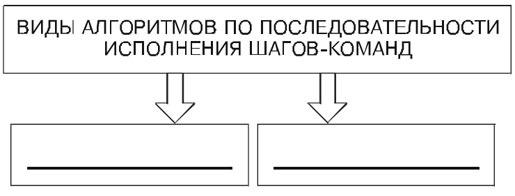 ВИДЫ АЛГОРИТМОВ ПО ПОСЛЕДОВАТЕЛЬНОСТИ
ИСПОЛНЕНИЯ ШАГОВ-КОМАНД